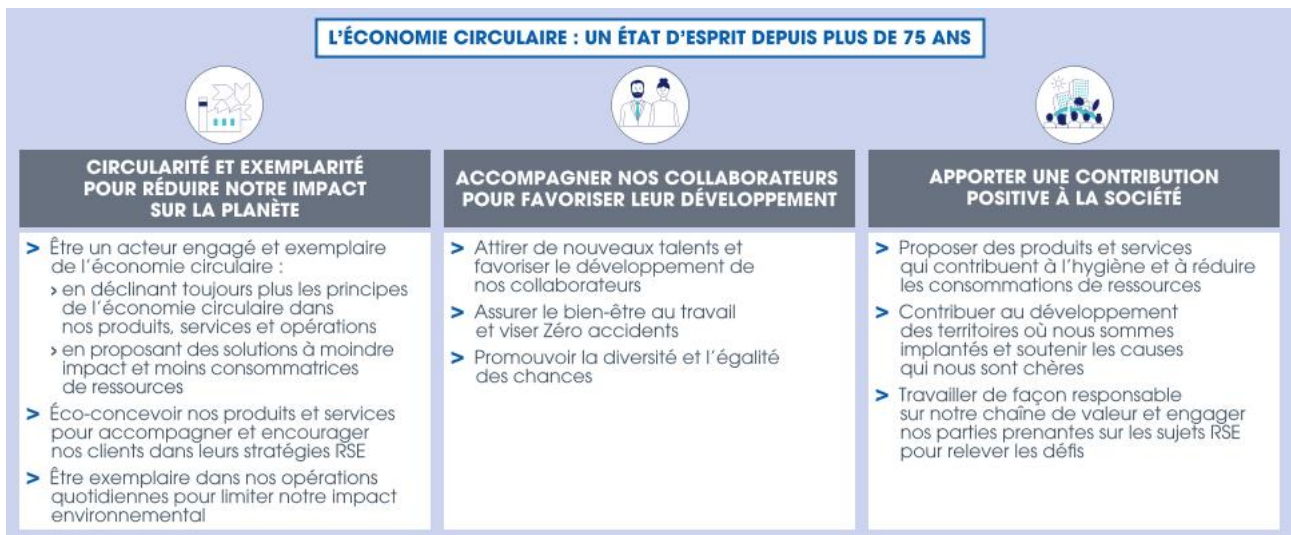 L'ÉCONOMIE CIRCULAIRE : UN ÉTAT D'ESPRIT DEPUIS PLUS DE 75 ANS
CIRCULARITÉ ET EXEMPLARITÉ
POUR RÉDUIRE NOTRE IMPACT
SUR LA PLANÈTE
> Être un acteur engagé et exemplaire
de l'économie circulaire :
› en déclinant toujours plus les principes
de l'économie circulaire dans
nos produits, services et opérations
› en proposant des solutions à moindre
impact et moins consommatrices
de ressources
> Éco-concevoir nos produits et services
pour accompagner et encourager
nos clients dans leurs stratégies RSE
> Être exemplaire dans nos opérations
quotidiennes pour limiter notre impact
environnemental
ACCOMPAGNER NOS COLLABORATEURS
POUR FAVORISER LEUR DÉVELOPPEMENT
> Attirer de nouveaux talents et
favoriser le développement de
nos collaborateurs
> Assurer le bien-être au travail
et viser Zéro accidents
> Promouvoir la diversité et l'égalité
des chances
APPORTER UNE CONTRIBUTION
POSITIVE À LA SOCIÉTÉ
> Proposer des produits et services
qui contribuent à l'hygiène et à réduire
les consommations de ressources
> Contribuer au développement
des territoires où nous sommes
implantés et soutenir les causes
qui nous sont chères
> Travailler de façon responsable
sur notre chaîne de valeur et engager
nos parties prenantes sur les sujets RSE
pour relever les défis